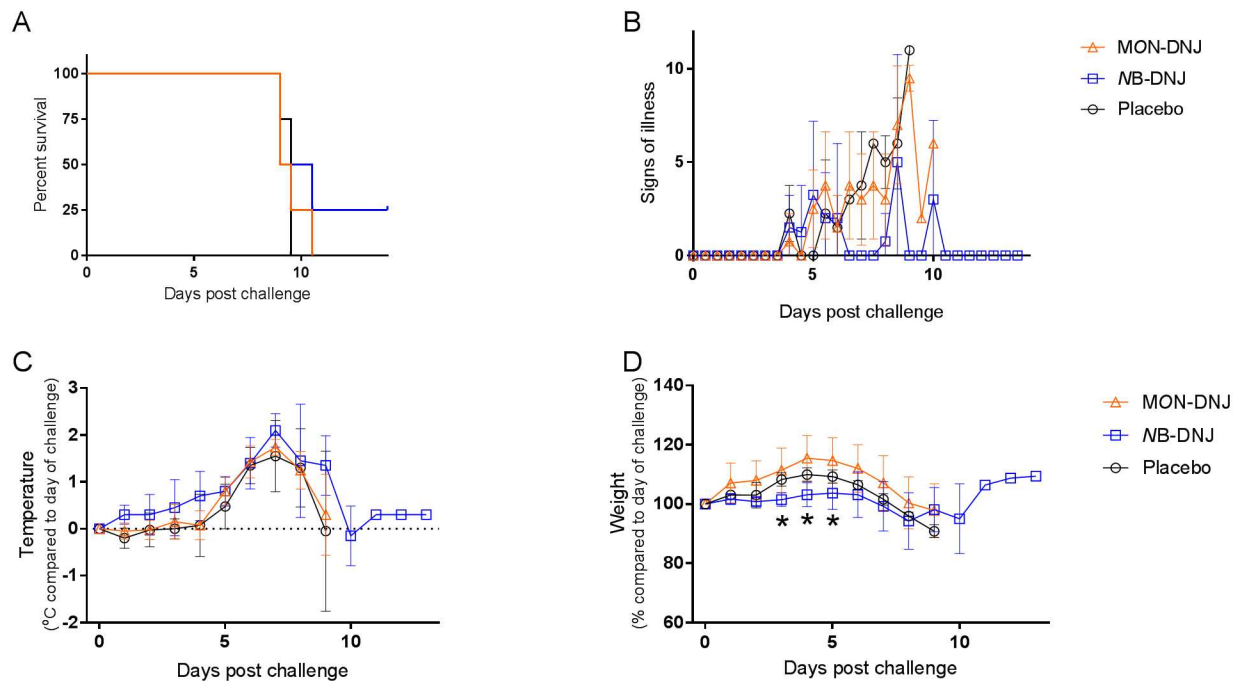 A
Percent survival
100
75
50
25
0
0
5
10
Days post challenge
B
Signs of illness
10
5
0
0
5
10
Days post challenge
MON-DNJ
NB-DNJ
Placebo
C
Temperature
(ºC compared to day of challenge)
3
2
1
0
-1
-2
0
5
10
Days post challenge
D
Weight
(% compared to day of challenge)
140
120
100
80
60
* * *
0
5
10
Days post challenge
MON-DNJ
NB-DNJ
Placebo